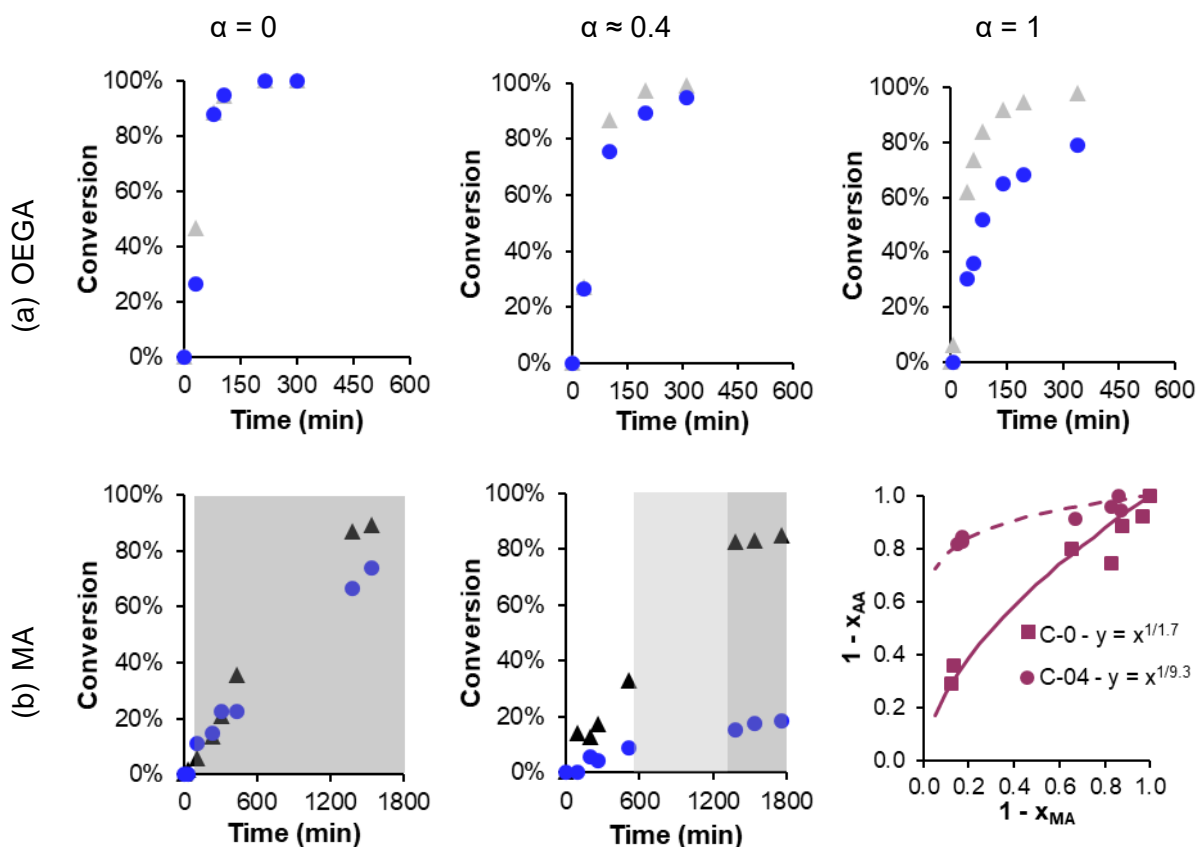 α = 0
α ≈ 0.4
α = 1
(a) OEGA
Conversion
100%
80%
60%
40%
20%
0%
0 150 300 450 600
Time (min)
Conversion
100%
80%
60%
40%
20%
0%
0 150 300 450 600
Time (min)
Conversion
100%
80%
60%
40%
20%
0%
0 150 300 450 600
Time (min)
(b) MA
Conversion
100%
80%
60%
40%
20%
0%
0 600 1200 1800
Time (min)
Conversion
100%
80%
60%
40%
20%
0%
0 600 1200 1800
Time (min)
1 - xAA
1.0
0.8
0.6
0.4
0.2
0.0
C-0 - y = x^1/1.7
C-04 - y = x^1/9.3
0.0 0.2 0.4 0.6 0.8 1.0
1 - xMA